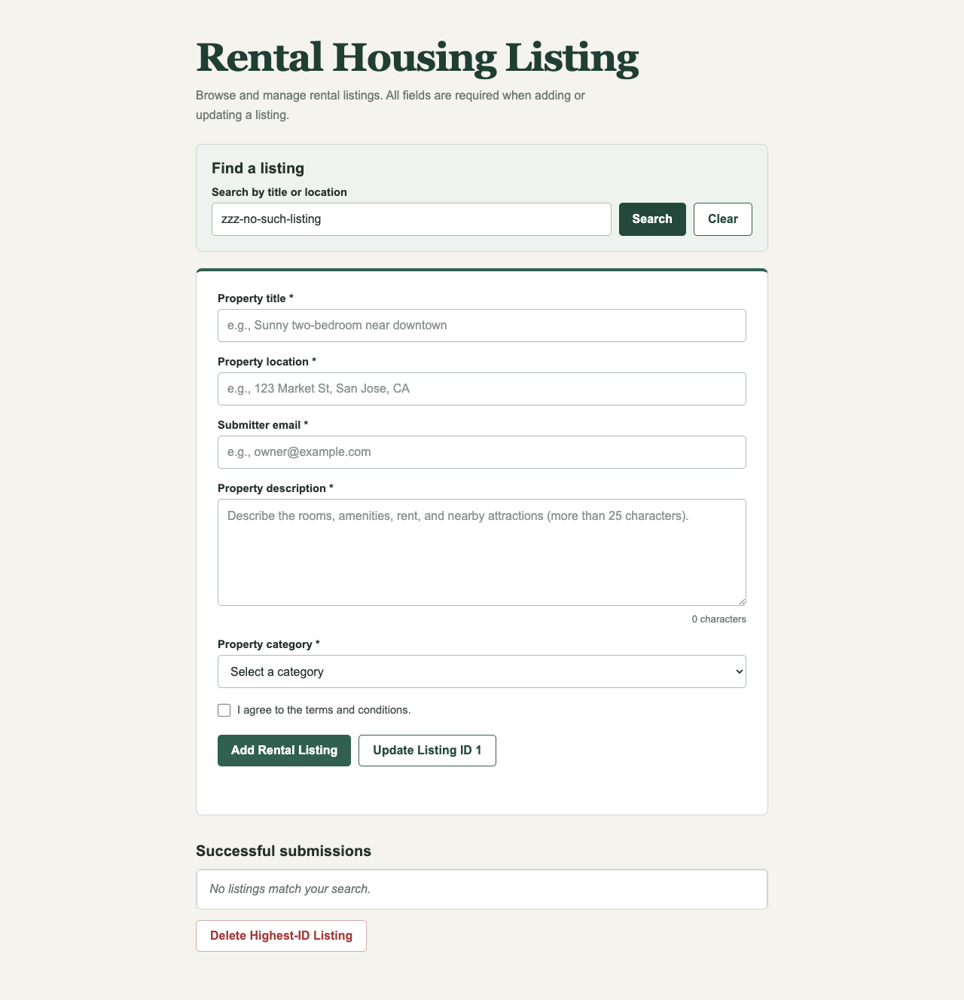 Rental Housing Listing
Browse and manage rental listings. All fields are required when adding or
updating a listing.
Find a listing
Search by title or location
zzz-no-such-listing
Search
Clear
Property title *
e.g., Sunny two-bedroom near downtown
Property location *
e.g., 123 Market St, San Jose, CA
Submitter email *
e.g., owner@example.com
Property description *
Describe the rooms, amenities, rent, and nearby attractions (more than 25 characters).
0 characters
Property category *
Select a category
I agree to the terms and conditions.
Add Rental Listing
Update Listing ID 1
Successful submissions
No listings match your search.
Delete Highest-ID Listing